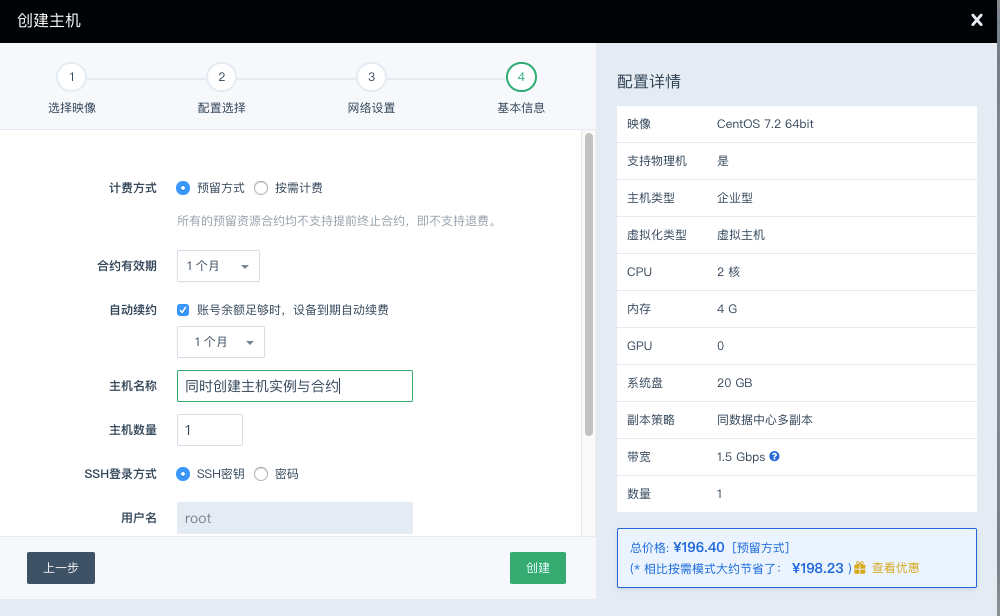 创建主机
1 2 3 4
选择映像 配置选择 网络设置 基本信息
计费方式 预留方式 按需计费
所有的预留资源合约均不支持提前终止合约，即不支持退费。
合约有效期 1 个月
自动续约 账号余额足够时，设备到期自动续费
1 个月
主机名称 同时创建主机实例与合约
主机数量 1
SSH登录方式 SSH密钥 密码
用户名 root
上一步 创建
配置详情
映像 CentOS 7.2 64bit
支持物理机 是
主机类型 企业型
虚拟化类型 虚拟主机
CPU 2 核
内存 4 G
GPU 0
系统盘 20 GB
副本策略 同数据中心多副本
带宽 1.5 Gbps
数量 1
总价格: ¥196.40 [预留方式]
(* 相比按需模式大约节省了： ¥198.23 ) 查看优惠